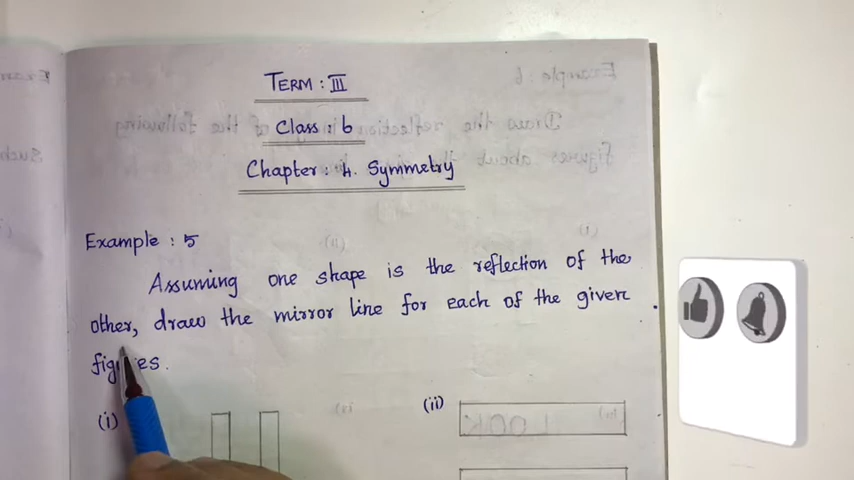 TERM : III
Class : 6
Chapter : 4. Symmetry
Example : 5
Assuming one shape is the reflection of the
other, draw the mirror line for each of the given
figures.
(i) (ii)